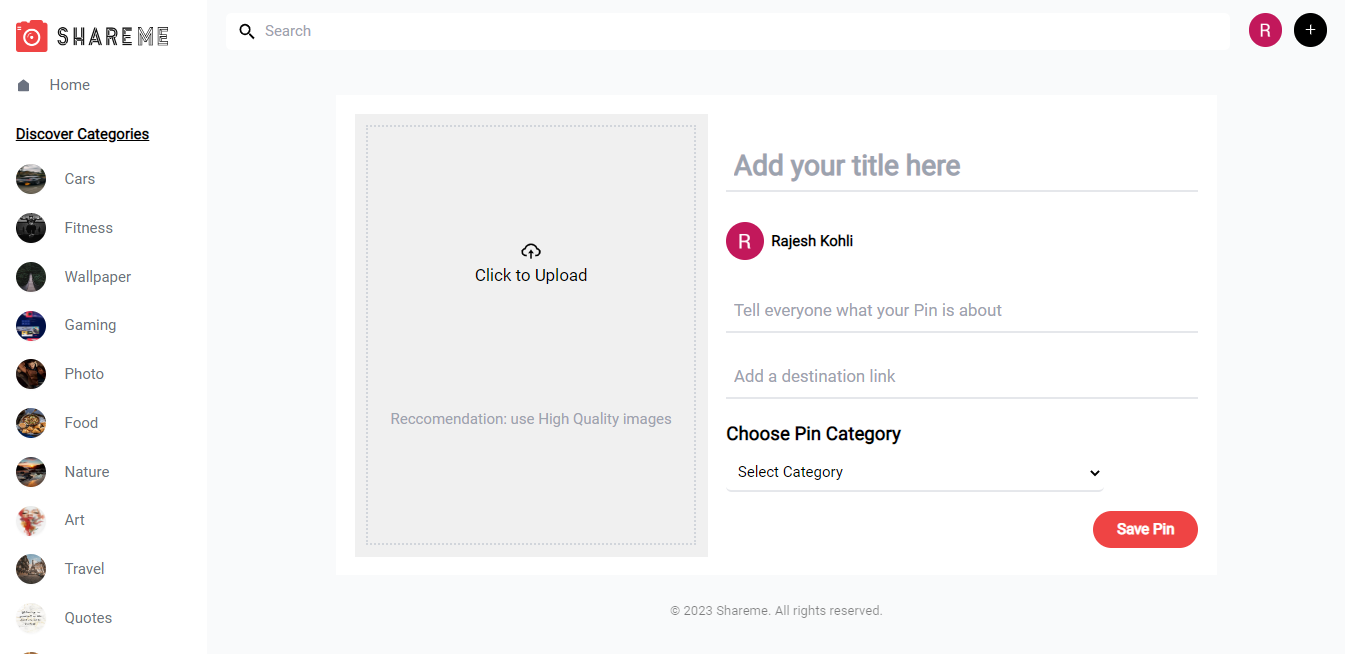 SHAREME
Search
R
+
Home
Discover Categories
Cars
Fitness
Wallpaper
Gaming
Photo
Food
Nature
Art
Travel
Quotes
Click to Upload
Reccomendation: use High Quality images
Add your title here
R
Rajesh Kohli
Tell everyone what your Pin is about
Add a destination link
Choose Pin Category
Select Category
Save Pin
© 2023 Shareme. All rights reserved.